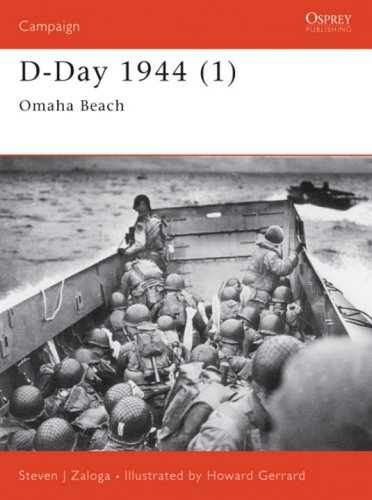 Campaign
OSPREY
PUBLISHING
D-Day 1944 (1)
Omaha Beach
Steven J Zaloga • Illustrated by Howard Gerrard